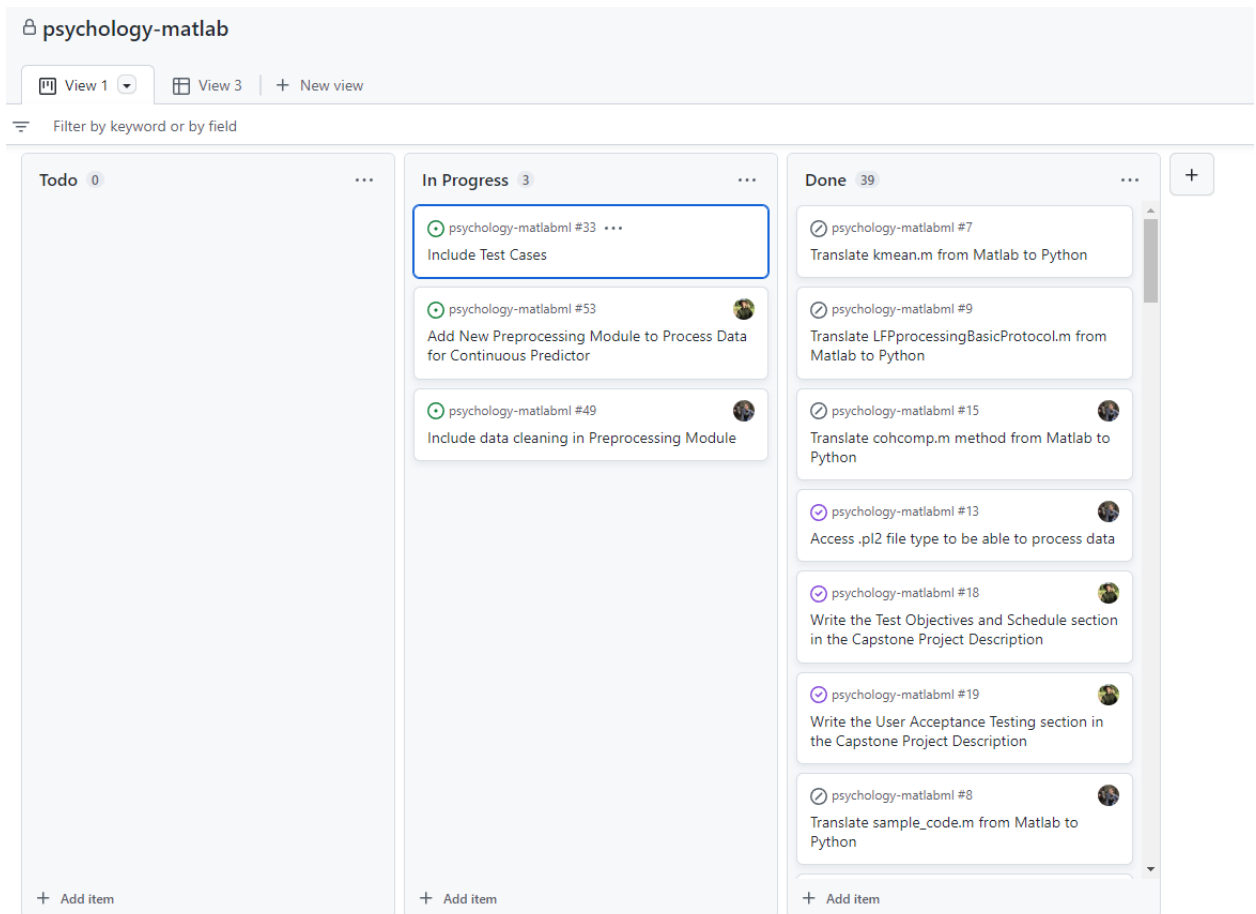 psychology-matlab
View 1
View 3
New view
Filter by keyword or by field
Todo 0
Add item
In Progress 3
psychology-matlabml #33
Include Test Cases
psychology-matlabml #53
Add New Preprocessing Module to Process Data
for Continuous Predictor
psychology-matlabml #49
Include data cleaning in Preprocessing Module
Add item
Done 39
psychology-matlabml #7
Translate kmean.m from Matlab to Python
psychology-matlabml #9
Translate LFPprocessingBasicProtocol.m from
Matlab to Python
psychology-matlabml #15
Translate cohcomp.m method from Matlab to
Python
psychology-matlabml #13
Access .pl2 file type to be able to process data
psychology-matlabml #18
Write the Test Objectives and Schedule section
in the Capstone Project Description
psychology-matlabml #19
Write the User Acceptance Testing section in
the Capstone Project Description
psychology-matlabml #8
Translate sample_code.m from Matlab to
Python
Add item